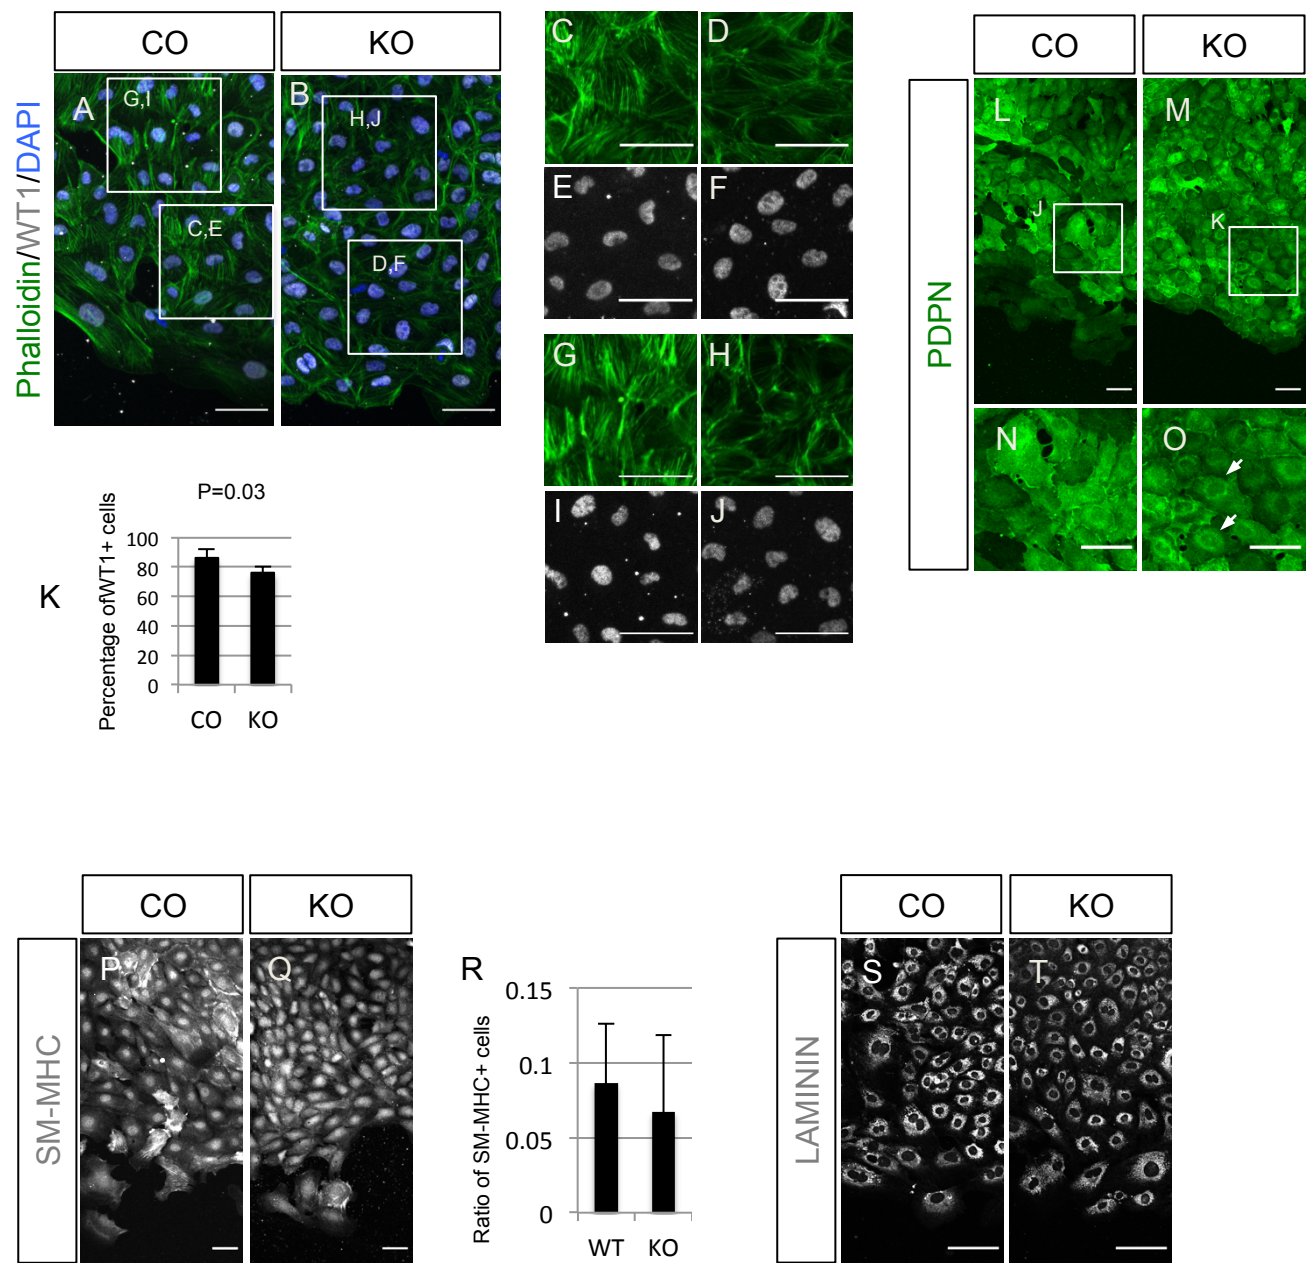 CO
KO
Phalloidin/WT1/DAPI
A
G,I
C,E
B
H,J
D,F
C
D
E
F
G
H
I
J
CO
KO
PDPN
L
J
M
K
N
O
K
P=0.03
Percentage ofWT1+ cells
100
80
60
40
20
0
CO
KO
CO
KO
SM-MHC
P
Q
R
Ratio of SM-MHC+ cells
0.15
0.1
0.05
0
WT
KO
CO
KO
LAMININ
S
T